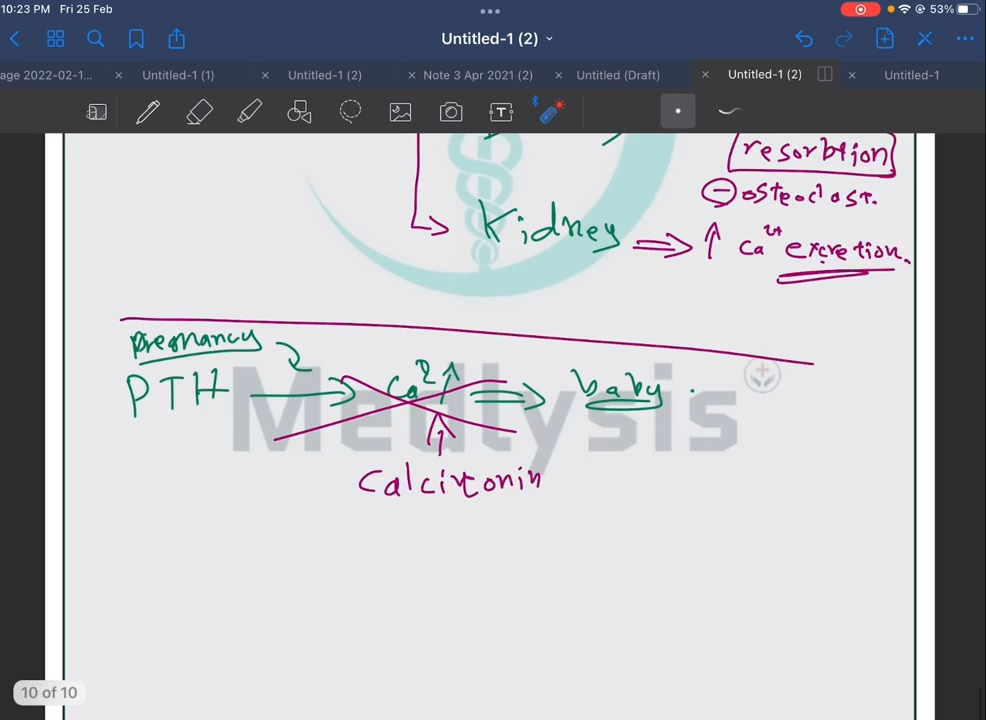 10:23 PM Fri 25 Feb
53%
Untitled-1 (2)
age 2022-02-1... Untitled-1 (1) Untitled-1 (2) Note 3 Apr 2021 (2) Untitled (Draft) Untitled-1 (2) Untitled-1
resorbtion
⊖ osteoclast.
Kidney ⇒ ↑ Ca²⁺ excretion.
pregnancy
PTH → Ca² ↑ ⇒ baby.
Medlysis
Calcitonin
10 of 10